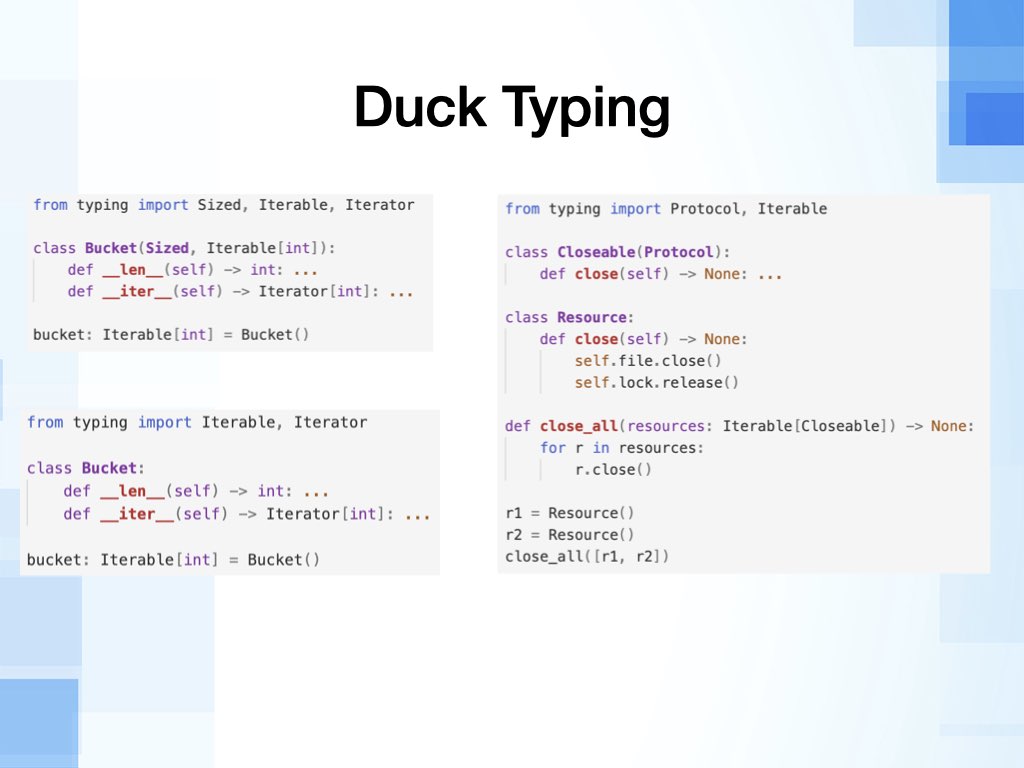 Duck Typing
from typing import Sized, Iterable, Iterator
class Bucket(Sized, Iterable[int]):
    def __len__(self) -> int: ...
    def __iter__(self) -> Iterator[int]: ...
bucket: Iterable[int] = Bucket()
from typing import Iterable, Iterator
class Bucket:
    def __len__(self) -> int: ...
    def __iter__(self) -> Iterator[int]: ...
bucket: Iterable[int] = Bucket()
from typing import Protocol, Iterable
class Closeable(Protocol):
    def close(self) -> None: ...
class Resource:
    def close(self) -> None:
        self.file.close()
        self.lock.release()
def close_all(resources: Iterable[Closeable]) -> None:
    for r in resources:
        r.close()
r1 = Resource()
r2 = Resource()
close_all([r1, r2])